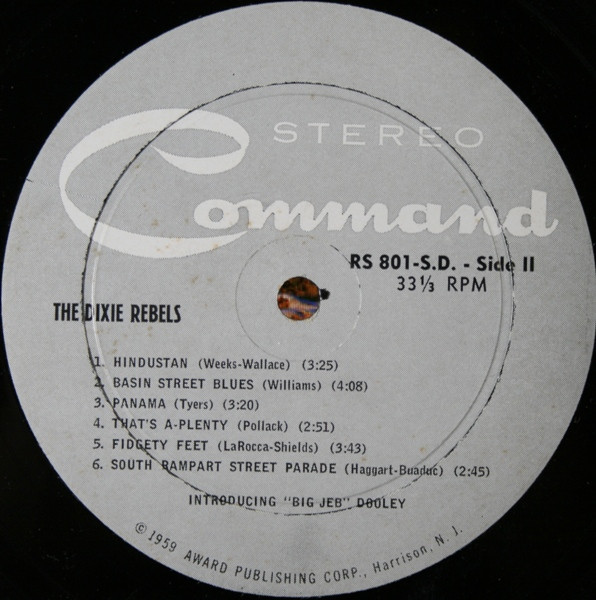 STEREO
Command
RS 801-S.D. - Side II
33⅓ RPM
THE DIXIE REBELS
1. HINDUSTAN (Weeks-Wallace) (3:25)
2. BASIN STREET BLUES (Williams) (4:08)
3. PANAMA (Tyers) (3:20)
4. THAT'S A-PLENTY (Pollack) (2:51)
5. FIDGETY FEET (LaRocca-Shields) (3:43)
6. SOUTH RAMPART STREET PARADE (Haggart-Buaduc) (2:45)
INTRODUCING "BIG JEB" DOOLEY
© 1959 AWARD PUBLISHING CORP., Harrison, N. J.